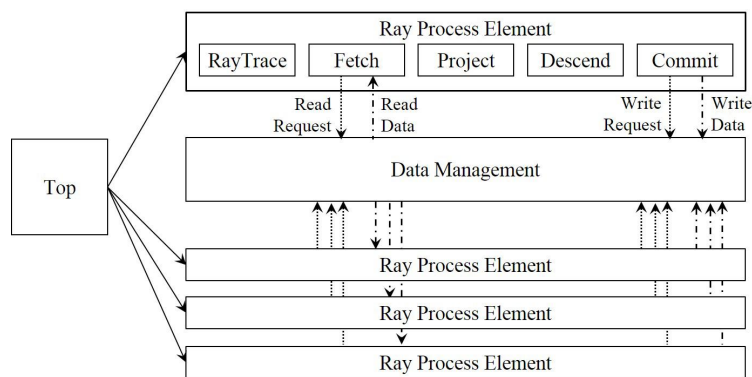 Ray Process Element
RayTrace
Fetch
Project
Descend
Commit
Read
Request
Read
Data
Write
Request
Write
Data
Top
Data Management
Ray Process Element
Ray Process Element
Ray Process Element